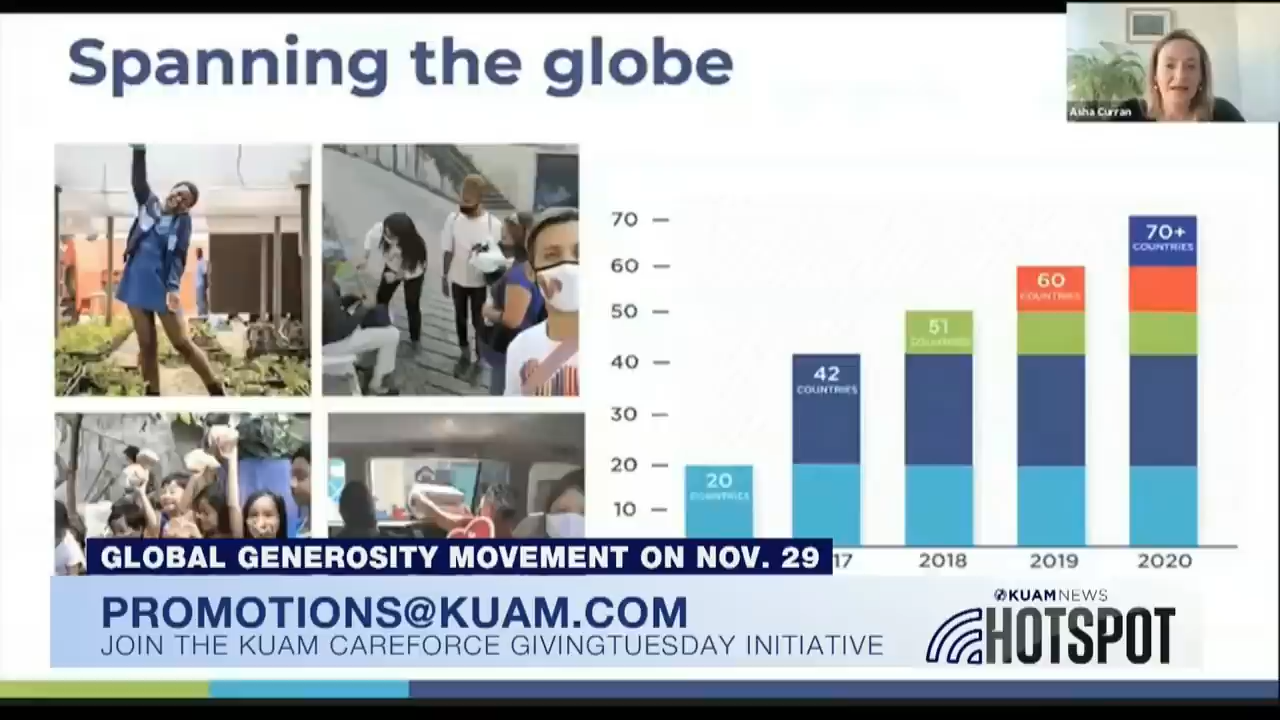 Spanning the globe
Asha Curran
70
60
50
40
30
20
10
20
COUNTRIES
42
COUNTRIES
51
COUNTRIES
60
COUNTRIES
70+
COUNTRIES
17
2018
2019
2020
GLOBAL GENEROSITY MOVEMENT ON NOV. 29
PROMOTIONS@KUAM.COM
JOIN THE KUAM CAREFORCE GIVINGTUESDAY INITIATIVE
KUAMNEWS
HOTSPOT